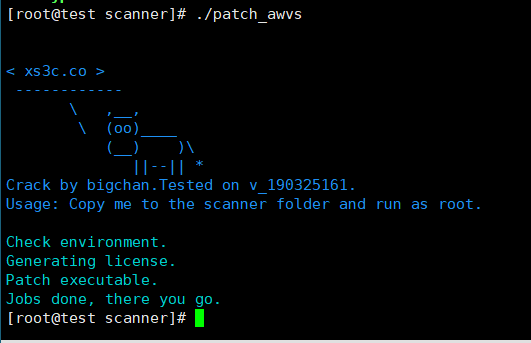 [root@test scanner]# ./patch_awvs
< xs3c.co >
 ------------
       \   ,__,
        \  (oo)____
           (__)    )\
              ||--|| *
Crack by bigchan.Tested on v_190325161.
Usage: Copy me to the scanner folder and run as root.
Check environment.
Generating license.
Patch executable.
Jobs done, there you go.
[root@test scanner]#